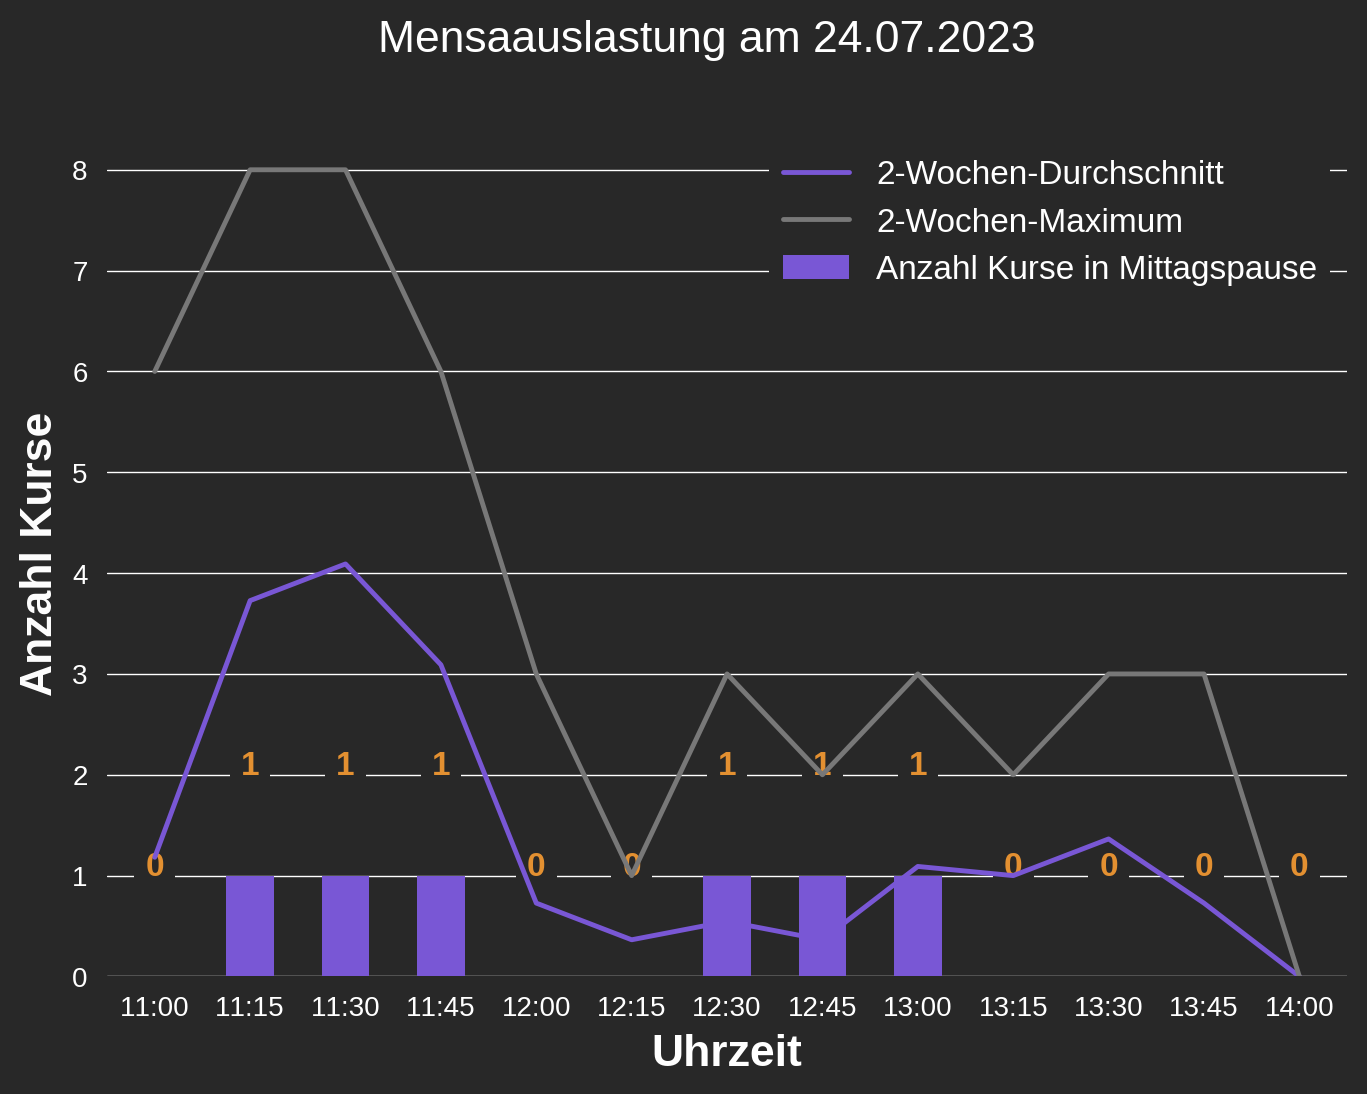 Mensaauslastung am 24.07.2023
2-Wochen-Durchschnitt
2-Wochen-Maximum
Anzahl Kurse in Mittagspause
Anzahl Kurse
8
7
6
5
4
3
2
1
0
1 1 1 1 1 1
0 0 0 0 0 0 0
11:00 11:15 11:30 11:45 12:00 12:15 12:30 12:45 13:00 13:15 13:30 13:45 14:00
Uhrzeit